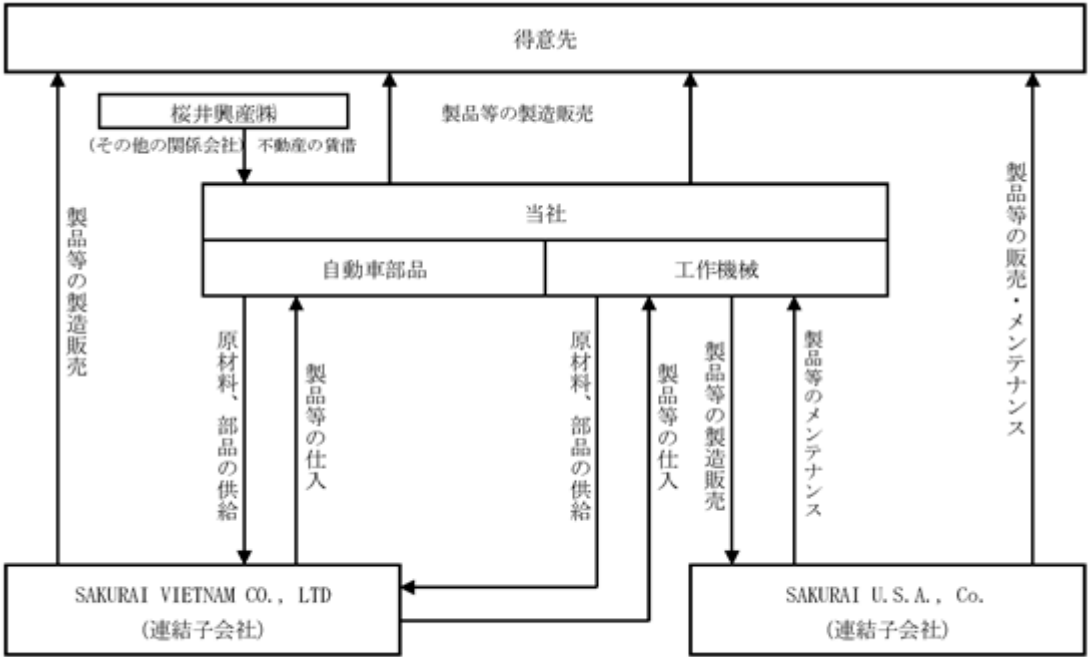 得意先
桜井興産㈱
(その他の関係会社)
不動産の賃借
製品等の製造販売
当社
自動車部品
工作機械
製品等の製造販売
原材料、部品の供給
製品等の仕入
原材料、部品の供給
製品等の仕入
製品等の製造販売
製品等のメンテナンス
製品等の販売・メンテナンス
SAKURAI VIETNAM CO., LTD
(連結子会社)
SAKURAI U.S.A., Co.
(連結子会社)